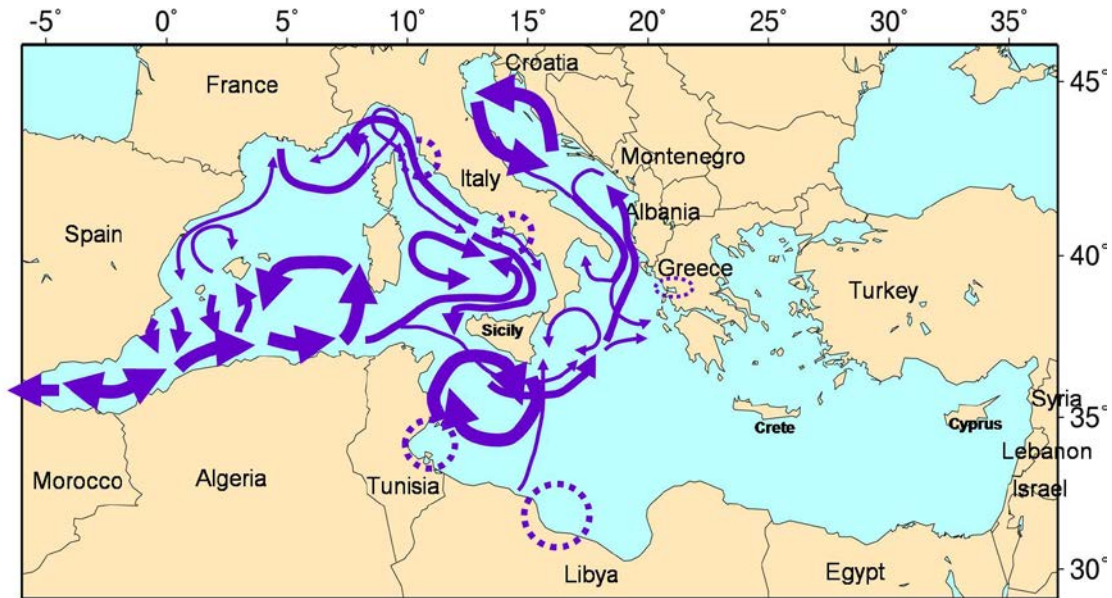 -5° 0° 5° 10° 15° 20° 25° 30° 35°
Croatia
45°
France
Montenegro
Italy
Albania
Spain
40°
Greece
Turkey
Sicily
Syria
35°
Crete
Cyprus
Lebanon
Morocco
Algeria
Tunisia
Israel
30°
Libya
Egypt